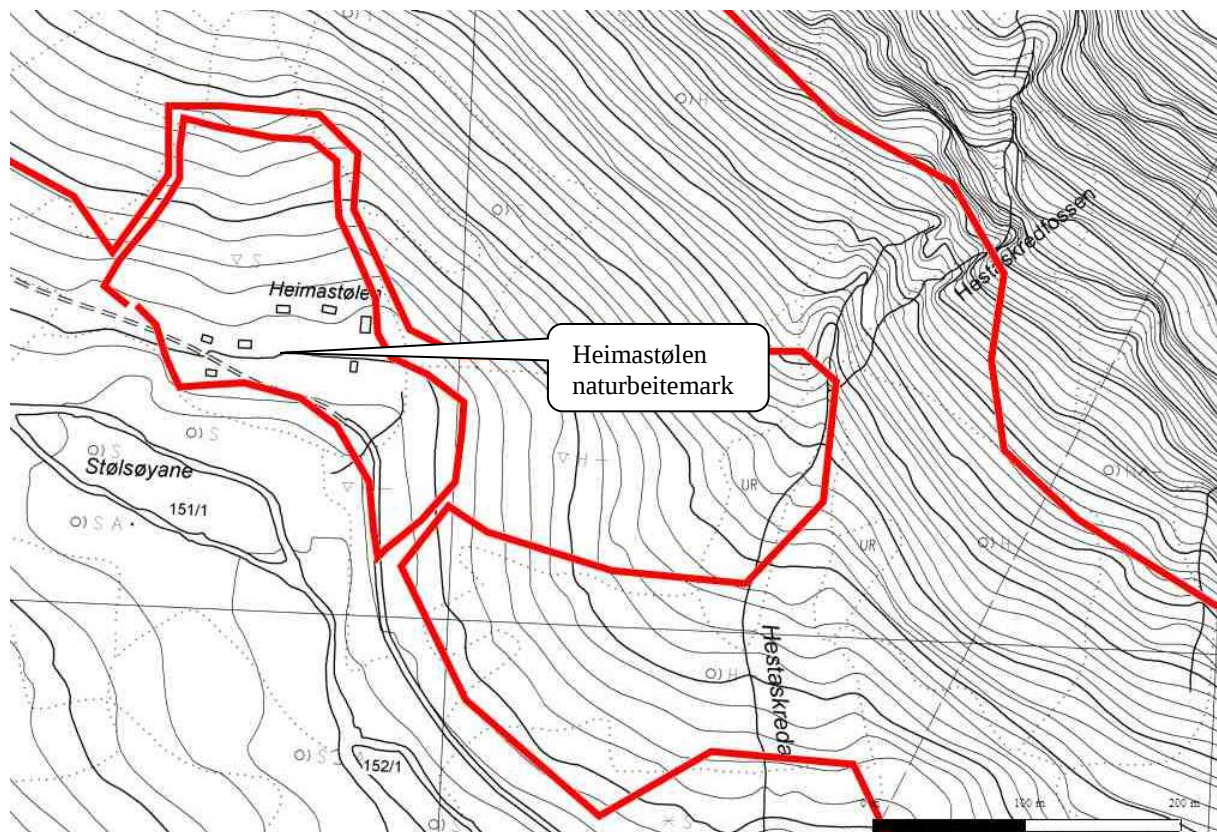 O) H
Hestaskredfossen
O) S
S
Heimastølen
Heimastølen
naturbeitemark
O) S
O) S
Stølsøyane
151/1
O) S A
H
UR
UR
O) H
O) H
Hestaskreda
O) H
O) S
152/1
O) S
S
0 m
100 m
200 m